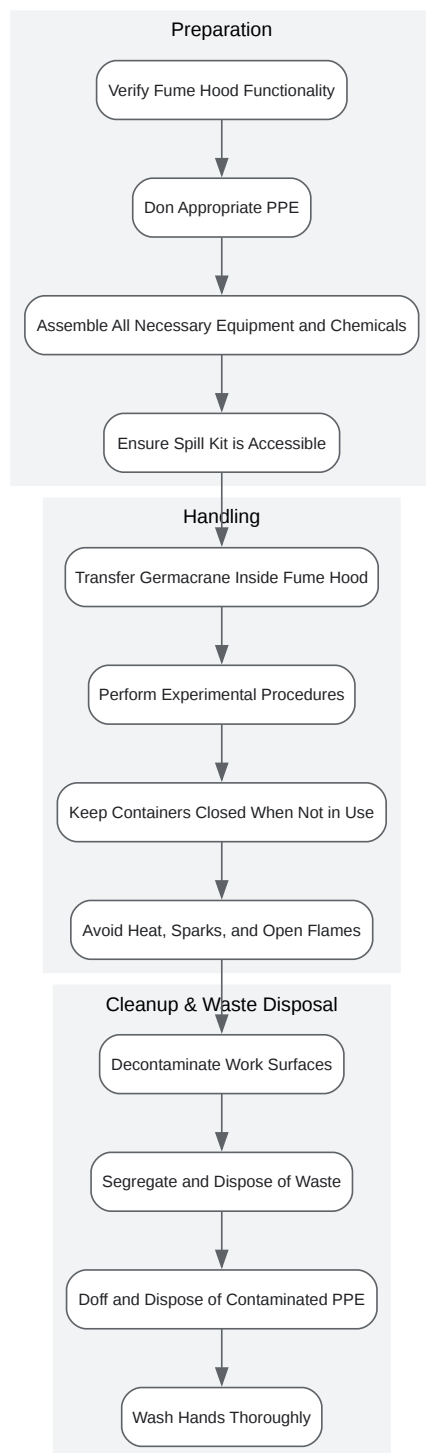 Preparation
Verify Fume Hood Functionality
Don Appropriate PPE
Assemble All Necessary Equipment and Chemicals
Ensure Spill Kit is Accessible
Handling
Transfer Germacrane Inside Fume Hood
Perform Experimental Procedures
Keep Containers Closed When Not in Use
Avoid Heat, Sparks, and Open Flames
Cleanup & Waste Disposal
Decontaminate Work Surfaces
Segregate and Dispose of Waste
Doff and Dispose of Contaminated PPE
Wash Hands Thoroughly